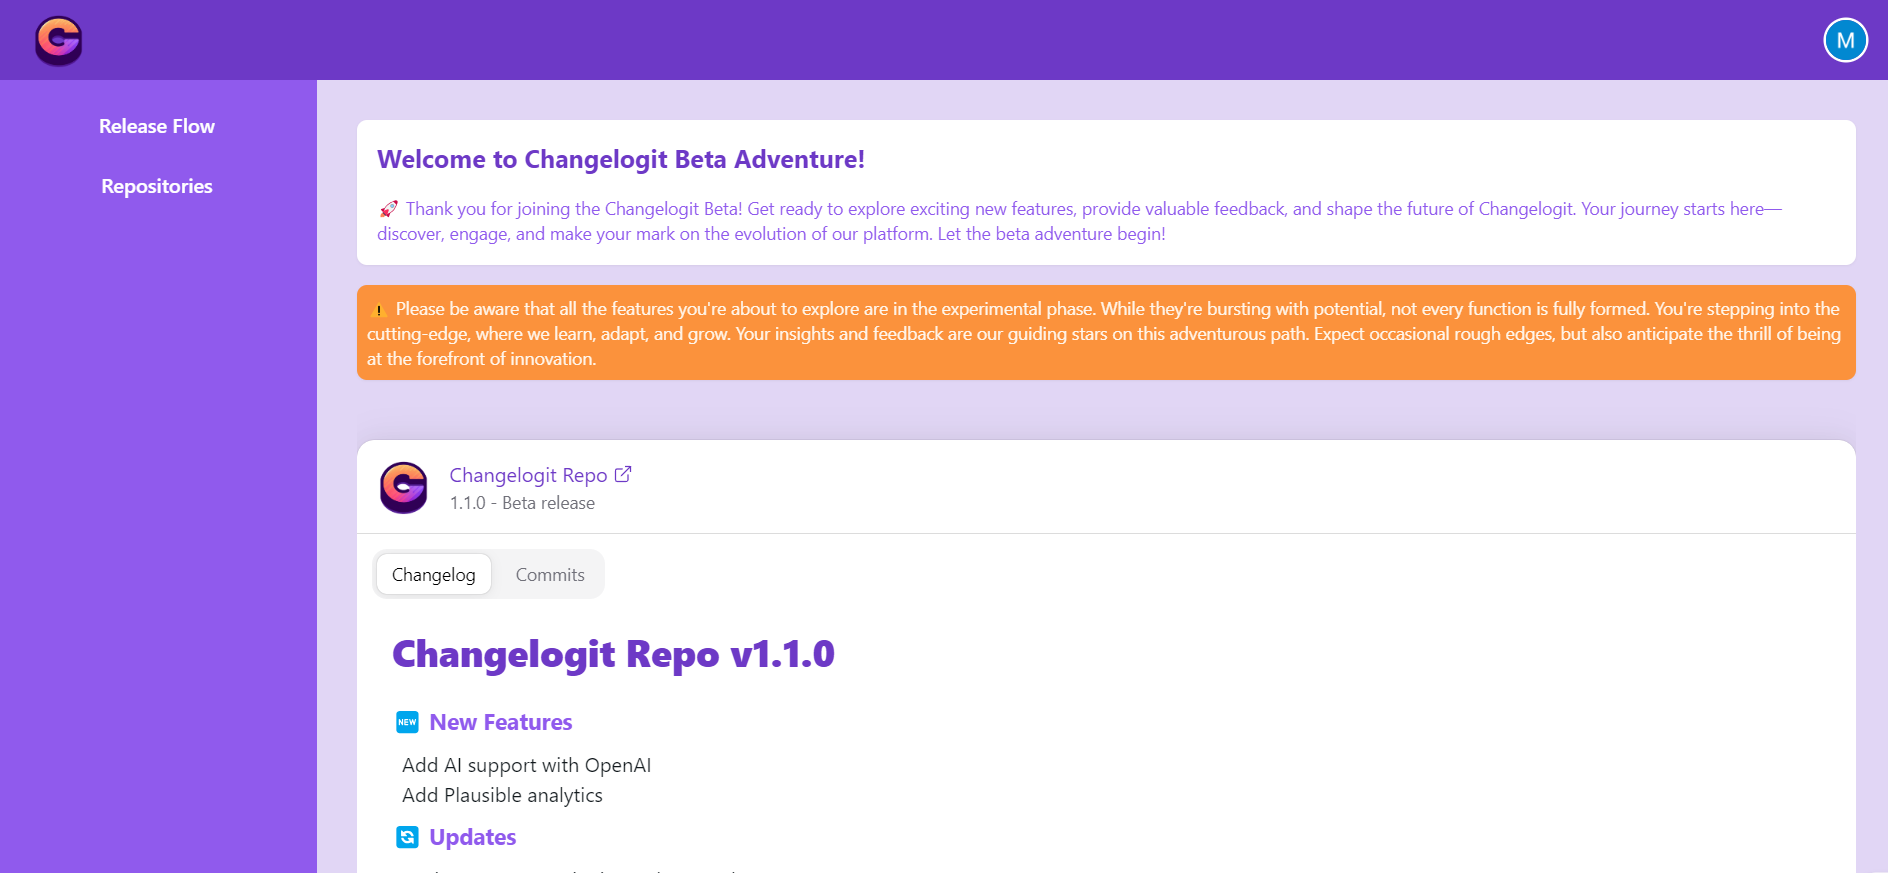 M
Release Flow
Repositories
Welcome to Changelogit Beta Adventure!
🚀 Thank you for joining the Changelogit Beta! Get ready to explore exciting new features, provide valuable feedback, and shape the future of Changelogit. Your journey starts here—
discover, engage, and make your mark on the evolution of our platform. Let the beta adventure begin!
⚠️ Please be aware that all the features you're about to explore are in the experimental phase. While they're bursting with potential, not every function is fully formed. You're stepping into the
cutting-edge, where we learn, adapt, and grow. Your insights and feedback are our guiding stars on this adventurous path. Expect occasional rough edges, but also anticipate the thrill of being
at the forefront of innovation.
Changelogit Repo
1.1.0 - Beta release
Changelog Commits
Changelogit Repo v1.1.0
🆕 New Features
Add AI support with OpenAI
Add Plausible analytics
🔄 Updates